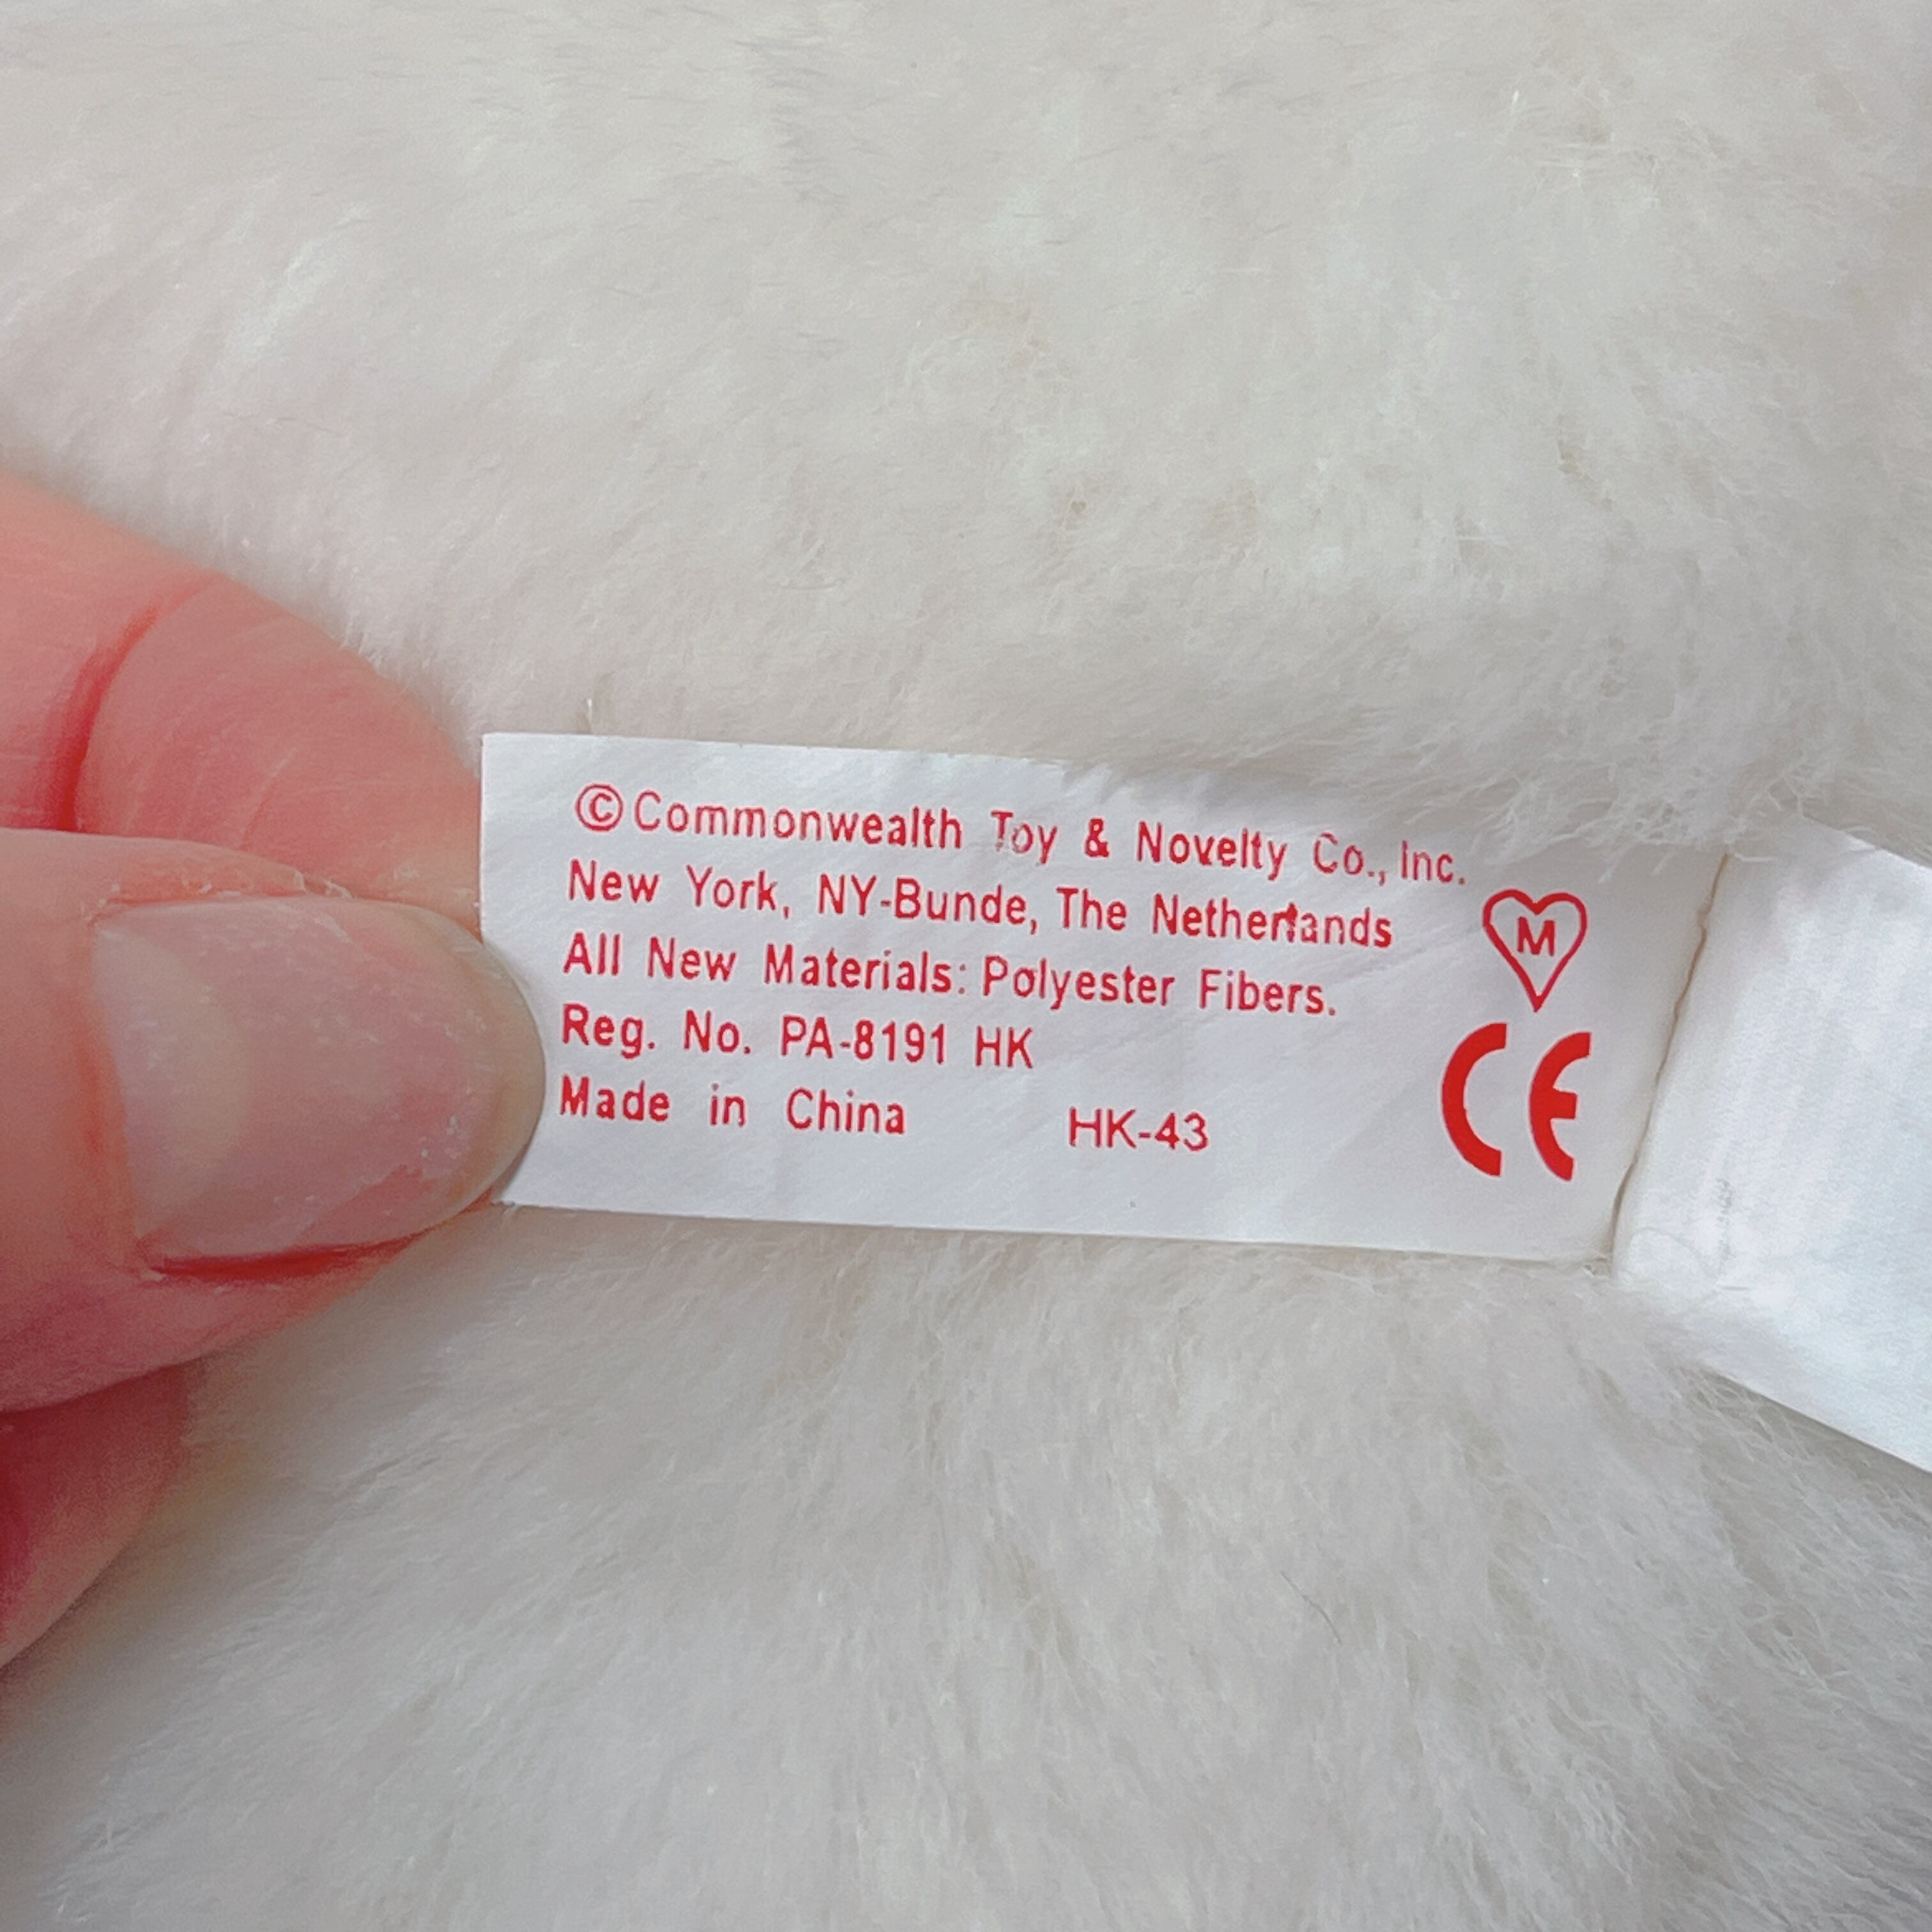 ©Commonwealth Toy & Novelty Co., Inc.
New York, NY-Bunde, The Netherlands
All New Materials: Polyester Fibers.
Reg. No. PA-8191 HK
Made in China HK-43
M
CE